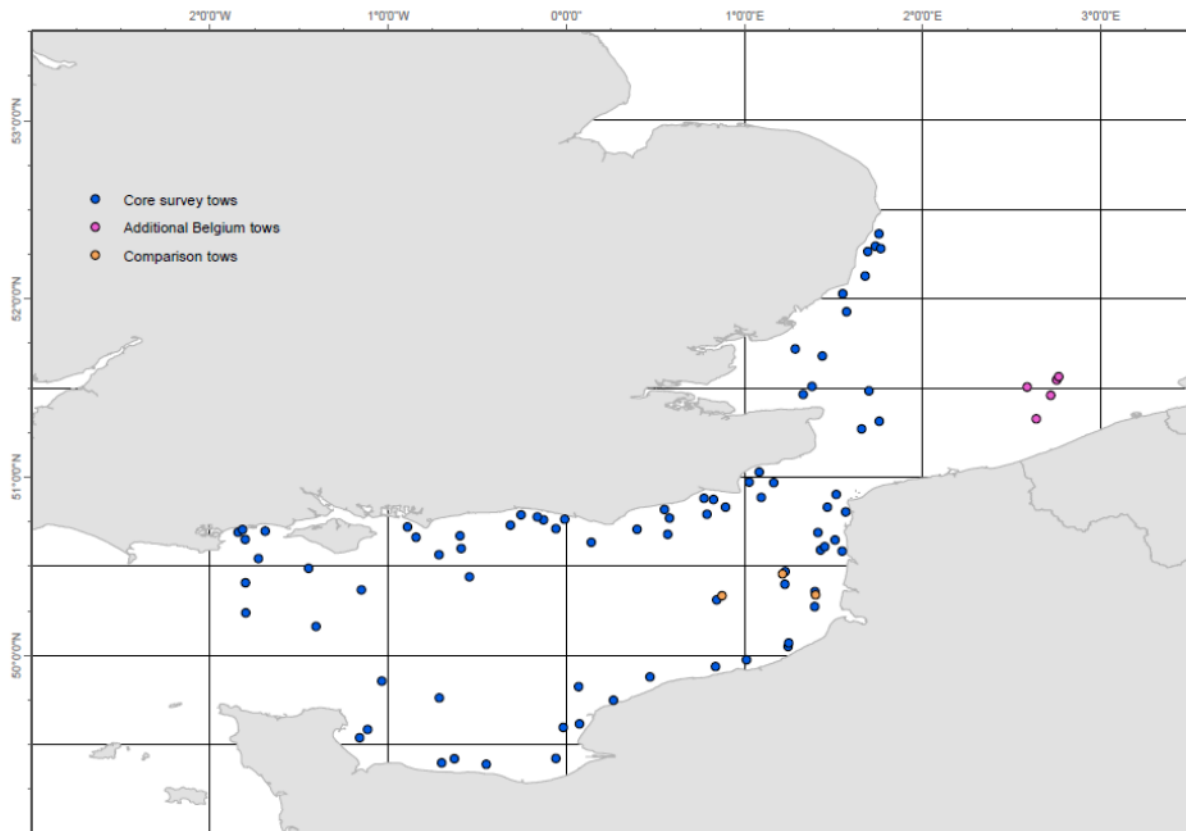 2°0'0"W 1°0'0"W 0°0'0" 1°0'0"E 2°0'0"E 3°0'0"E
53°0'0"N
Core survey tows
Additional Belgium tows
Comparison tows
52°0'0"N
51°0'0"N
50°0'0"N